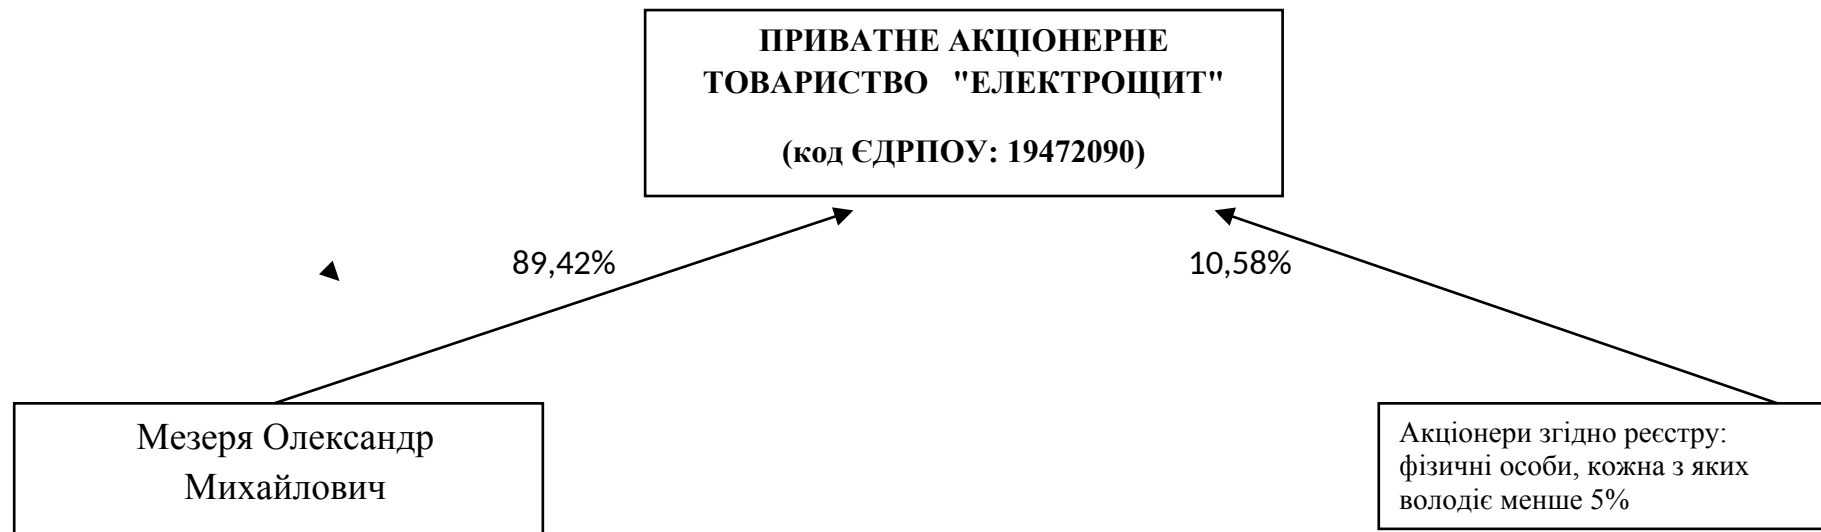 ПРИВАТНЕ АКЦІОНЕРНЕ
ТОВАРИСТВО "ЕЛЕКТРОЩИТ"
(код ЄДРПОУ: 19472090)
89,42%
10,58%
Мезеря Олександр
Михайлович
Акціонери згідно реєстру:
фізичні особи, кожна з яких
володіє менше 5%